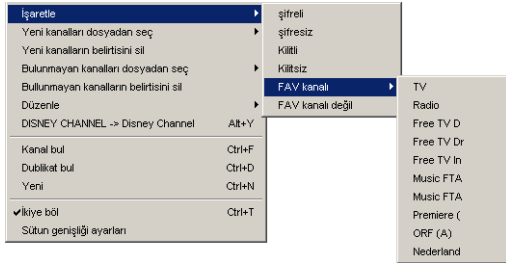 İşaretle
Yeni kanalları dosyadan seç
Yeni kanalların belirtisini sil
Bulunmayan kanalları dosyadan seç
Bullunmayan kanalların belirtisini sil
Düzenle
DISNEY CHANNEL -> Disney Channel Alt+Y
Kanal bul Ctrl+F
Dublikat bul Ctrl+D
Yeni Ctrl+N
İkiye böl Ctrl+T
Sütun genişliği ayarları
şifreli
şifresiz
Kilitli
Kilitsiz
FAV kanalı
FAV kanalı değil
TV
Radio
Free TV D
Free TV Dr
Free TV In
Music FTA
Music FTA
Premiere (
ORF (A)
Nederland